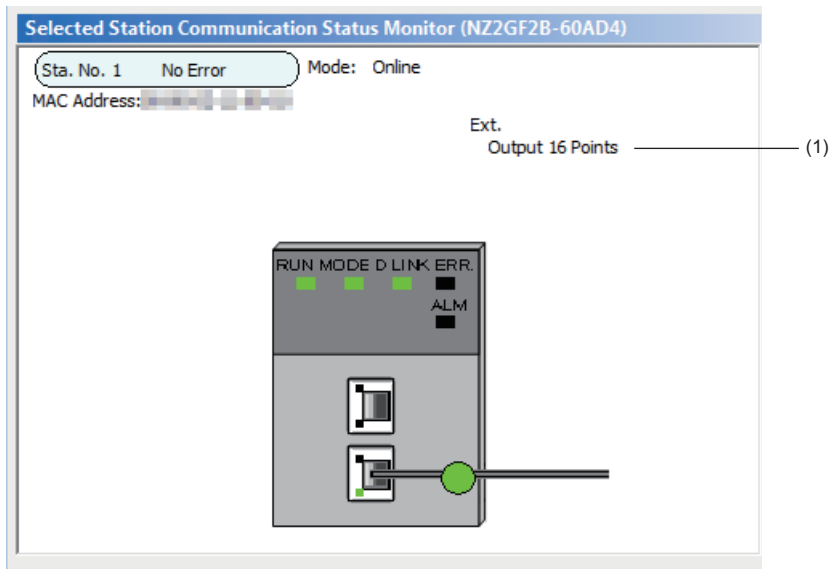 Selected Station Communication Status Monitor (NZ2GF2B-60AD4)
Sta. No. 1 No Error Mode: Online
MAC Address:
Ext.
Output 16 Points (1)
RUN MODE D LINK ERR.
ALM